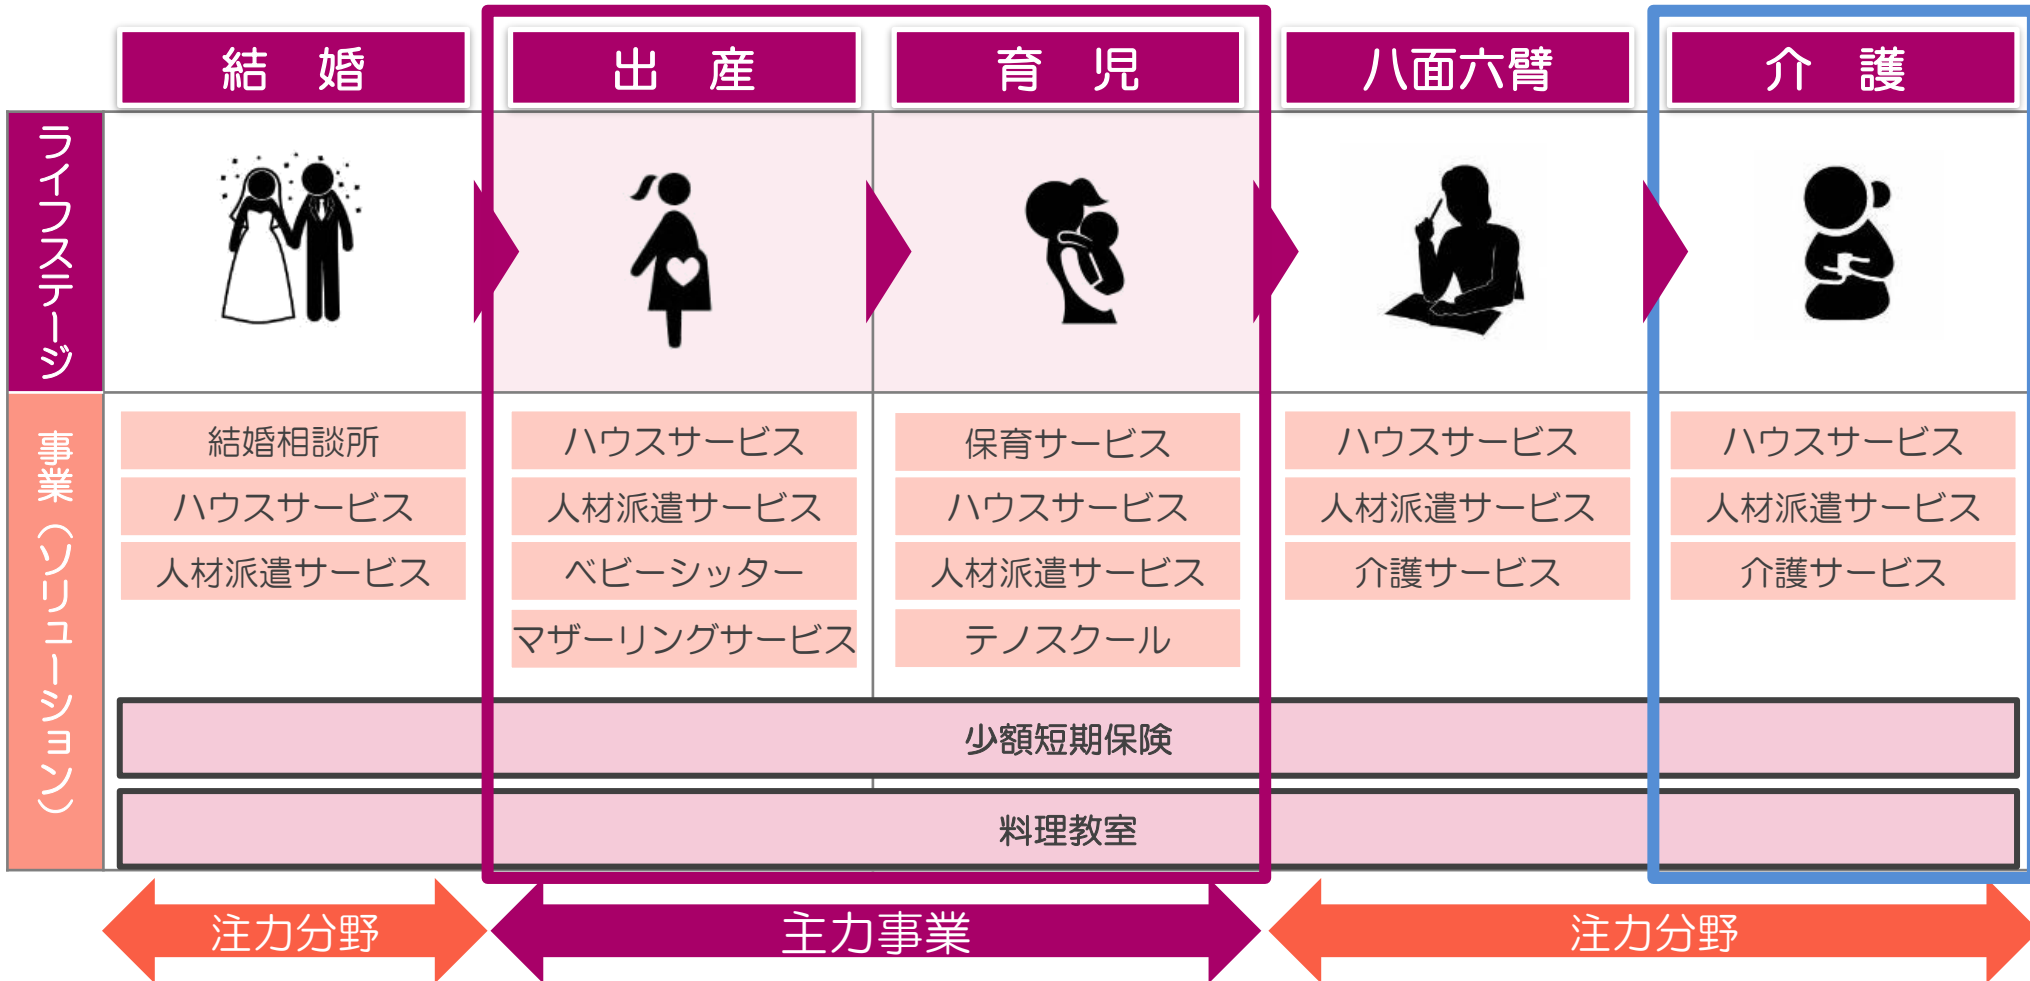 結　婚
出　産
育　児
八面六臂
介　護
ライフステージ
事業（ソリューション）
結婚相談所
ハウスサービス
人材派遣サービス
ハウスサービス
人材派遣サービス
ベビーシッター
マザーリングサービス
保育サービス
ハウスサービス
人材派遣サービス
テノスクール
ハウスサービス
人材派遣サービス
介護サービス
ハウスサービス
人材派遣サービス
介護サービス
少額短期保険
料理教室
注力分野
主力事業
注力分野